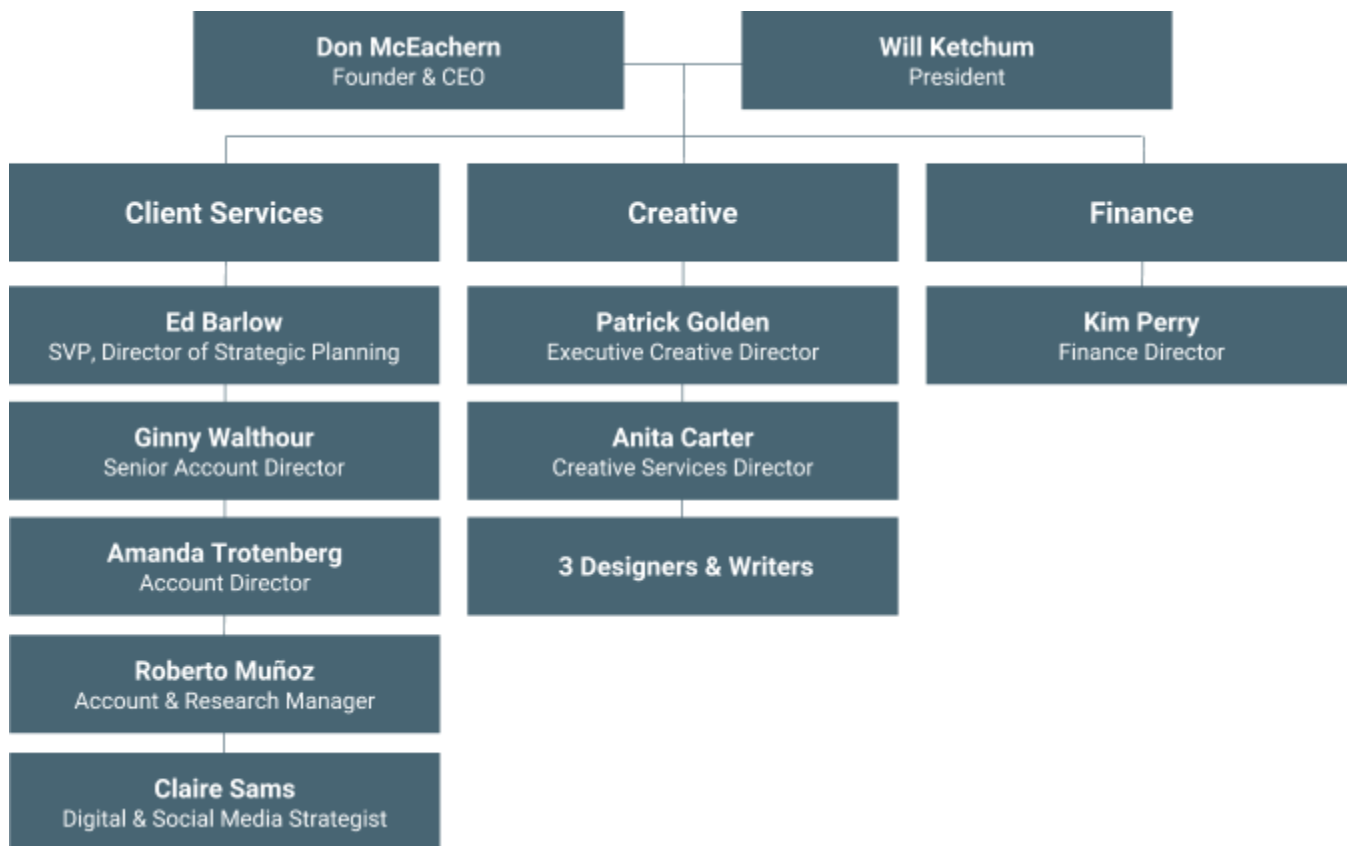 Don McEachern
Founder & CEO
Will Ketchum
President
Client Services
Creative
Finance
Ed Barlow
SVP, Director of Strategic Planning
Ginny Walthour
Senior Account Director
Amanda Trotenberg
Account Director
Roberto Muñoz
Account & Research Manager
Claire Sams
Digital & Social Media Strategist
Patrick Golden
Executive Creative Director
Anita Carter
Creative Services Director
3 Designers & Writers
Kim Perry
Finance Director